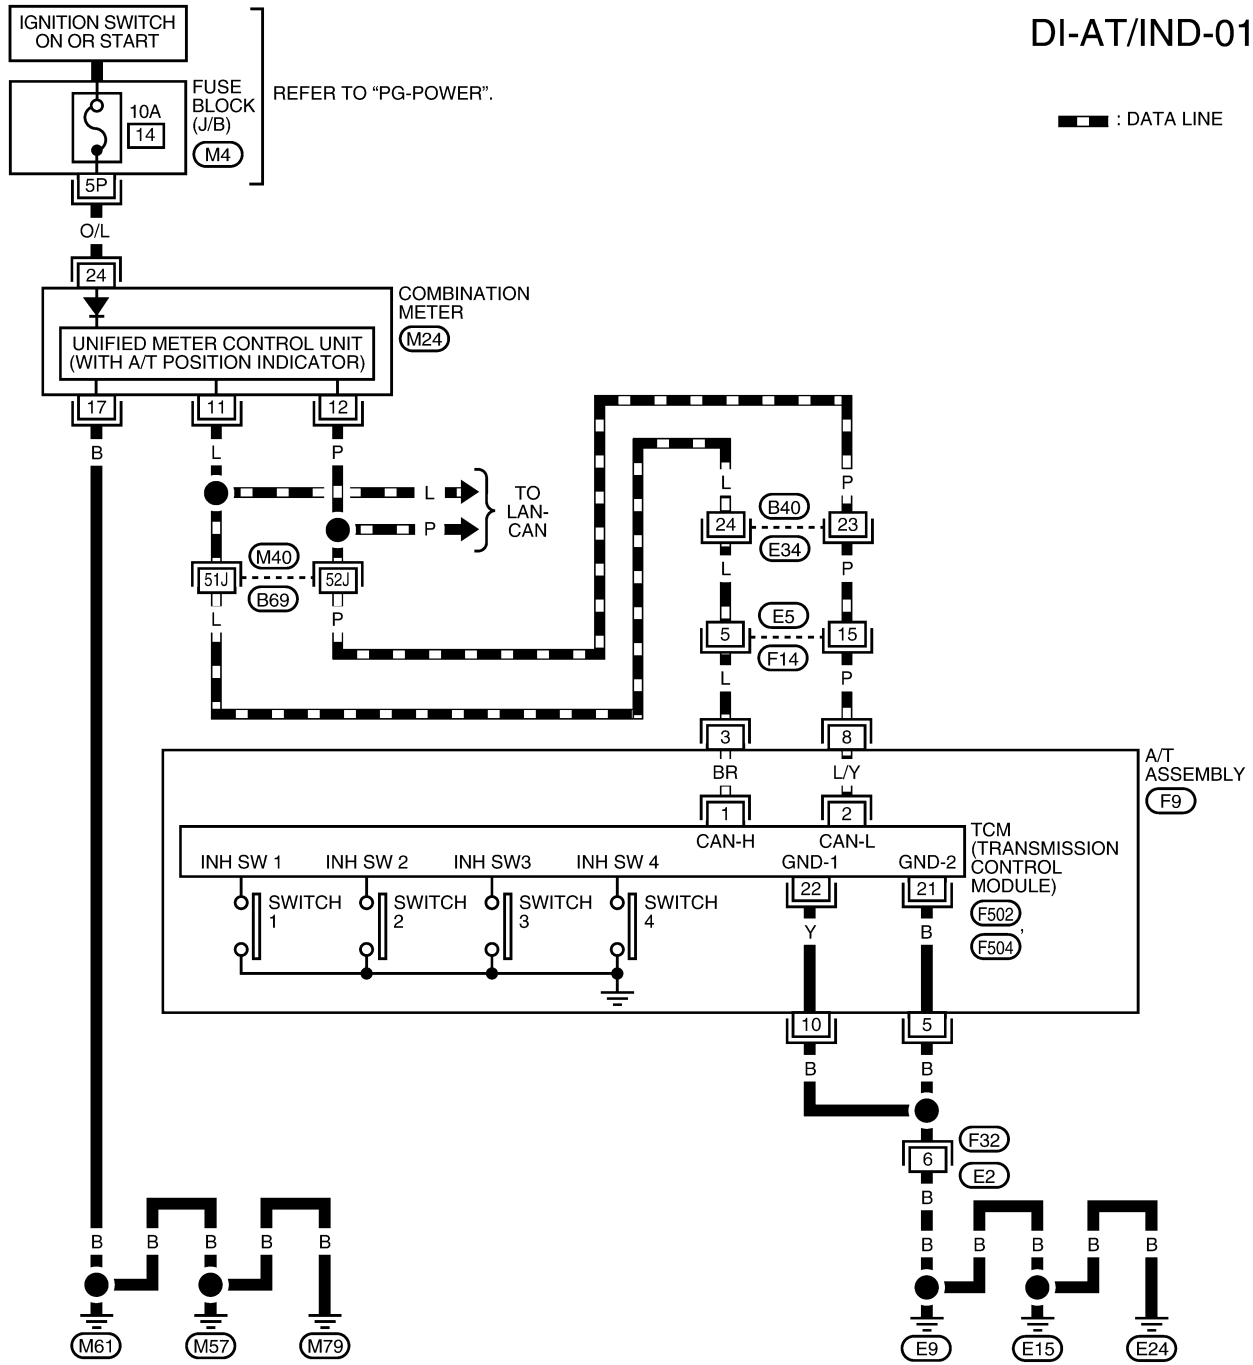 DI-AT/IND-01
IGNITION SWITCH
ON OR START
FUSE
BLOCK
(J/B)
M4
10A
14
REFER TO “PG-POWER”.
: DATA LINE
5P
O/L
24
COMBINATION
METER
M24
UNIFIED METER CONTROL UNIT
(WITH A/T POSITION INDICATOR)
17
11
12
B
L
P
L
P
TO
LAN-
CAN
L
P
24
B40
23
E34
51J
M40
52J
B69
L
P
L
P
5
E5
15
F14
L
P
3
8
A/T
ASSEMBLY
F9
BR
L/Y
1
2
CAN-H
CAN-L
TCM
(TRANSMISSION
CONTROL
MODULE)
F502
,
F504
INH SW 1
INH SW 2
INH SW3
INH SW 4
GND-1
GND-2
22
21
SWITCH
1
SWITCH
2
SWITCH
3
SWITCH
4
Y
B
10
5
B
B
6
F32
E2
B
B
B
B
B
B
B
B
B
B
B
M61
M57
M79
E9
E15
E24